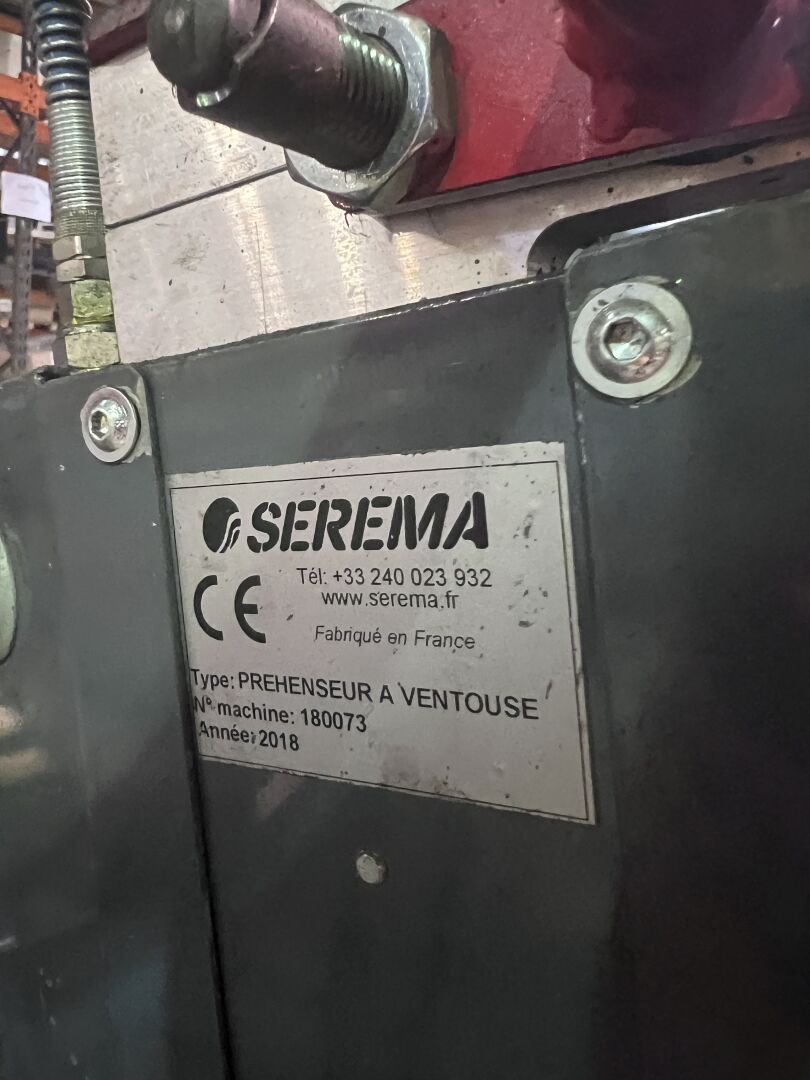 SEREMA
Tél: +33 240 023 932
www.serema.fr
CE
Fabriqué en France
Type: PREHENSEUR A VENTOUSE
N° machine: 180073
Année: 2018